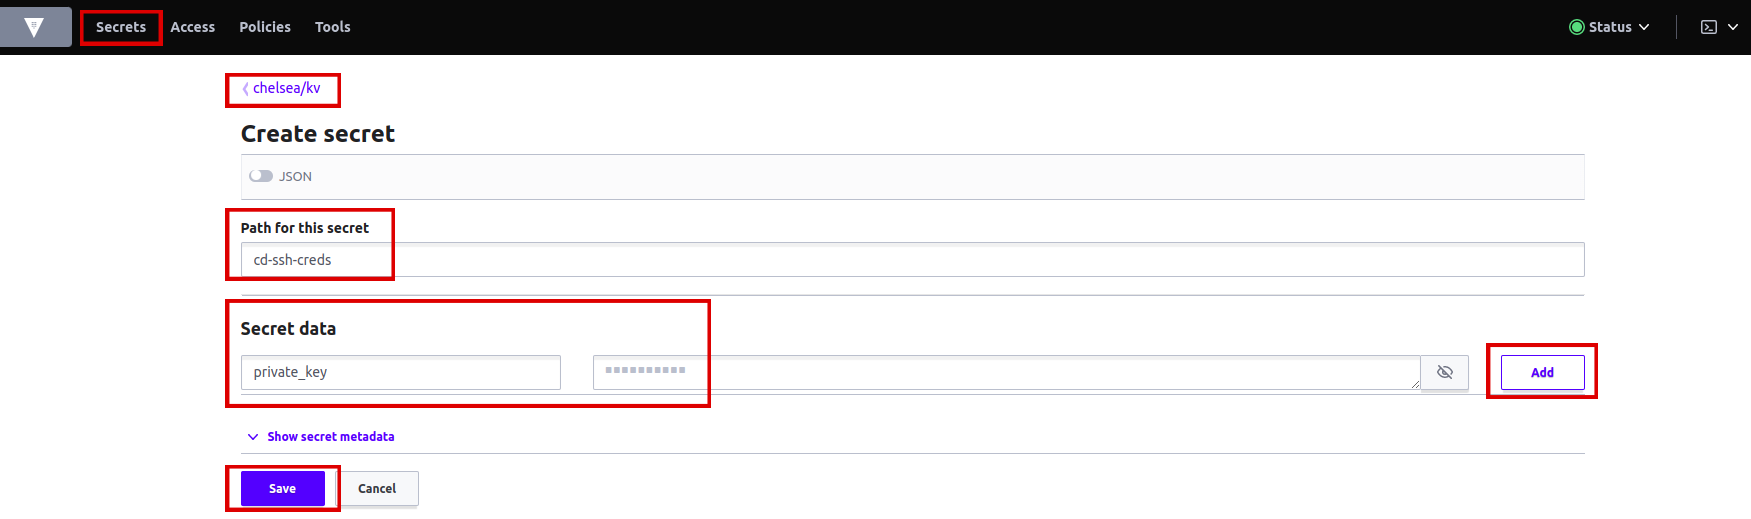 Secrets Access Policies Tools Status
chelsea/kv
Create secret
JSON
Path for this secret
cd-ssh-creds
Secret data
private_key Add
Show secret metadata
Save Cancel